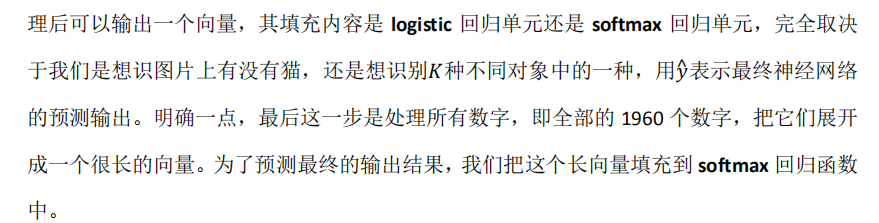 理后可以输出一个向量，其填充内容是 logistic 回归单元还是 softmax 回归单元，完全取决
于我们是想识图片上有没有猫，还是想识别K种不同对象中的一种，用ŷ表示最终神经网络
的预测输出。明确一点，最后这一步是处理所有数字，即全部的 1960 个数字，把它们展开
成一个很长的向量。为了预测最终的输出结果，我们把这个长向量填充到 softmax 回归函数
中。